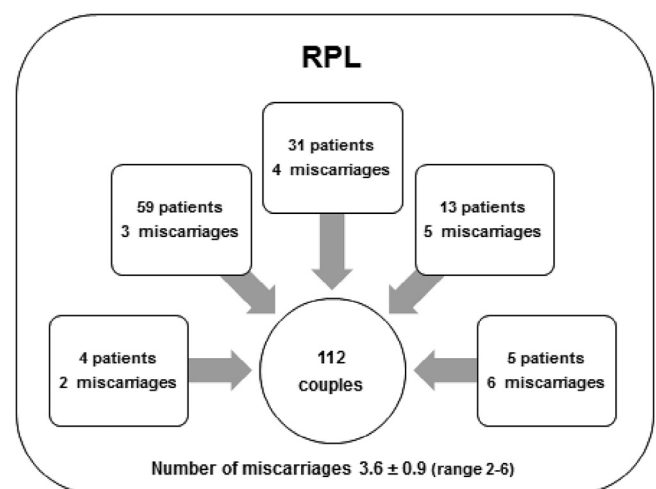 RPL
31 patients
4 miscarriages
59 patients
3 miscarriages
13 patients
5 miscarriages
4 patients
2 miscarriages
112
couples
5 patients
6 miscarriages
Number of miscarriages 3.6 ± 0.9 (range 2-6)